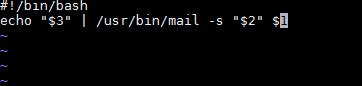 #!/bin/bash
echo "$3" | /usr/bin/mail -s "$2" $1
~
~
~
~